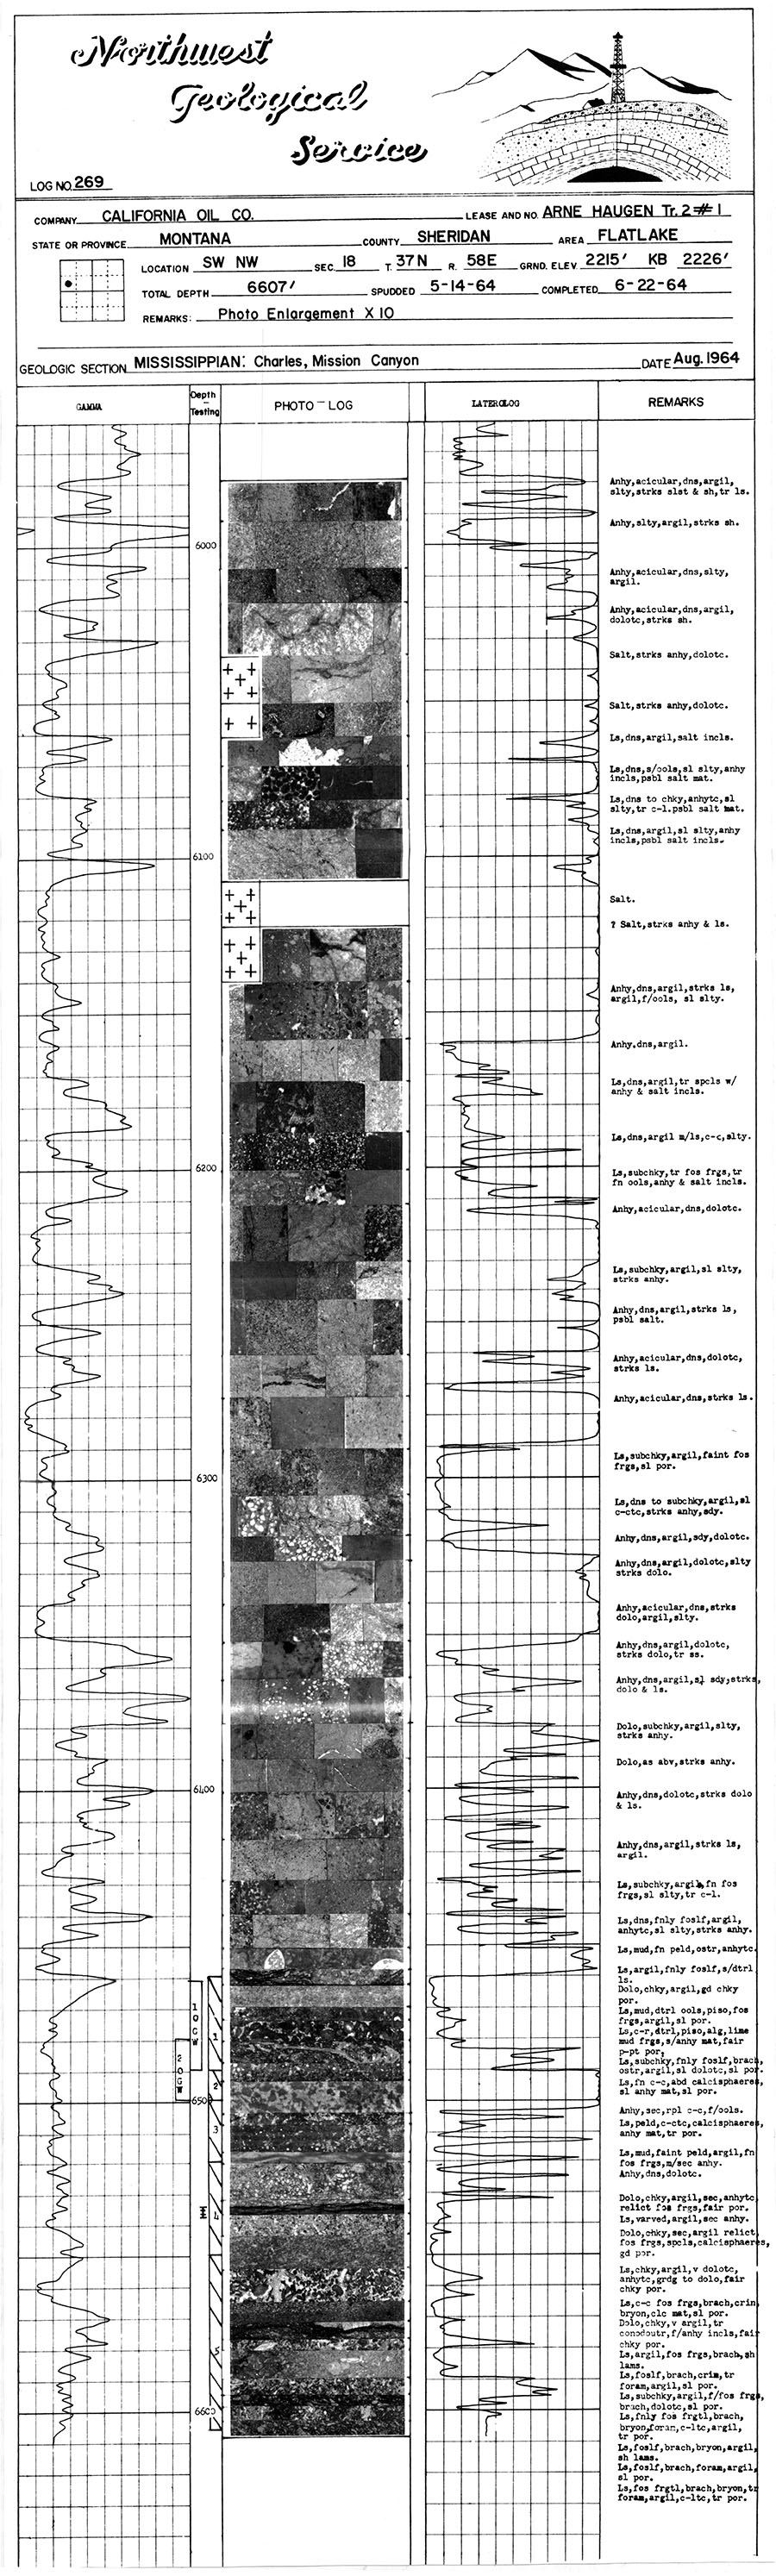 Northwest
Geological
Service
LOG NO. 269
COMPANY CALIFORNIA OIL CO. LEASE AND NO. ARNE HAUGEN Tr. 2 #1
STATE OR PROVINCE MONTANA COUNTY SHERIDAN AREA FLATLAKE
LOCATION SW NW SEC. 18 T. 37N R. 58E GRND. ELEV. 2215' KB 2226'
TOTAL DEPTH 6607' SPUDDED 5-14-64 COMPLETED 6-22-64
REMARKS: Photo Enlargement X 10
GEOLOGIC SECTION MISSISSIPPIAN: Charles, Mission Canyon DATE Aug. 1964
GAMMA
Depth
-
Testing
PHOTO-LOG
LATEROLOG
REMARKS
Anhy,acicular,dns,argil,
slty,strks slst & sh,tr ls.
Anhy,slty,argil,strks sh.
6000
Anhy,acicular,dns,slty,
argil.
Anhy,acicular,dns,argil,
dolotc,strks sh.
Salt,strks anhy,dolotc.
Salt,strks anhy,dolotc.
Ls,dns,argil,salt incls.
Ls,dns,s/ools,sl slty,anhy
incls,psbl salt mat.
Ls,dns to chky,anhytc,sl
slty,tr c-l.psbl salt mat.
Ls,dns,argil,sl slty,anhy
incls,psbl salt incls.
6100
Salt.
? Salt,strks anhy & ls.
Anhy,dns,argil,strks ls,
argil,f/ools, sl slty.
Anhy,dns,argil.
Ls,dns,argil,tr spcls w/
anhy & salt incls.
Ls,dns,argil m/ls,c-c,slty.
6200
Ls,subchky,tr fos frgs,tr
fn ools,anhy & salt incls.
Anhy,acicular,dns,dolotc.
Ls,subchky,argil,sl slty,
strks anhy.
Anhy,dns,argil,strks ls,
psbl salt.
Anhy,acicular,dns,dolotc,
strks ls.
Anhy,acicular,dns,strks ls.
Ls,subchky,argil,faint fos
frgs,sl por.
6300
Ls,dns to subchky,argil,sl
c-ctc,strks anhy,sdy.
Anhy,dns,argil,sdy,dolotc.
Anhy,dns,argil,dolotc,slty
strks dolo.
Anhy,acicular,dns,strks
dolo,argil,slty.
Anhy,dns,argil,dolotc,
strks dolo,tr ss.
Anhy,dns,argil,sl sdy,strks,
dolo & ls.
Dolo,subchky,argil,slty,
strks anhy.
Dolo,as abv,strks anhy.
6400
Anhy,dns,dolotc,strks dolo
& ls.
Anhy,dns,argil,strks ls,
argil.
Ls,subchky,argil,fn fos
frgs,sl slty,tr c-l.
Ls,dns,fnly foslf,argil,
anhytc,sl slty,strks anhy.
Ls,mud,fn peld,ostr,anhytc.
Ls,argil,fnly foslf,s/dtrl
ls.
Dolo,chky,argil,gd chky
por.
Ls,mud,dtrl ools,piso,fos
frgs,argil,sl por.
Ls,c-r,dtrl,piso,alg,lime
mud frgs,s/anhy mat,fair
p-pt por,
Ls,subchky,fnly foslf,brach,
ostr,argil,sl dolotc,sl por.
Ls,fn c-c,abd calcisphaeres,
sl anhy mat,sl por.
6500
Anhy,sec,rpl c-c,f/ools.
Ls,peld,c-ctc,calcisphaeres,
anhy mat,tr por.
Ls,mud,faint peld,argil,fn
fos frgs,m/sec anhy.
Anhy,dns,dolotc.
Dolo,chky,argil,sec,anhytc
relict fos frgs,fair por.
Ls,varved,argil,sec anhy.
Dolo,chky,sec,argil relict
fos frgs,spcls,calcisphaeres,
gd por.
Ls,chky,argil,v dolotc,
anhytc,grdg to dolo,fair
chky por.
Ls,c-c fos frgs,brach,crin
bryon,clc mat,sl por.
Dolo,chky,v argil,tr
conodontr,f/anhy incls,fair
chky por.
Ls,argil,fos frgs,brach,sh
lams.
Ls,foslf,brach,crin,tr
foram,argil,sl por.
Ls,subchky,argil,f/fos frgs,
brach,dolotc,sl por.
6600
Ls,fnly fos frgtl,brach,
bryon,foram,c-ltc,argil,
tr por.
Ls,foslf,brach,bryon,argil,
sh lams.
Ls,foslf,brach,foram,argil,
sl por.
Ls,fos frgtl,brach,bryon,tr
foram,argil,c-ltc,tr por.